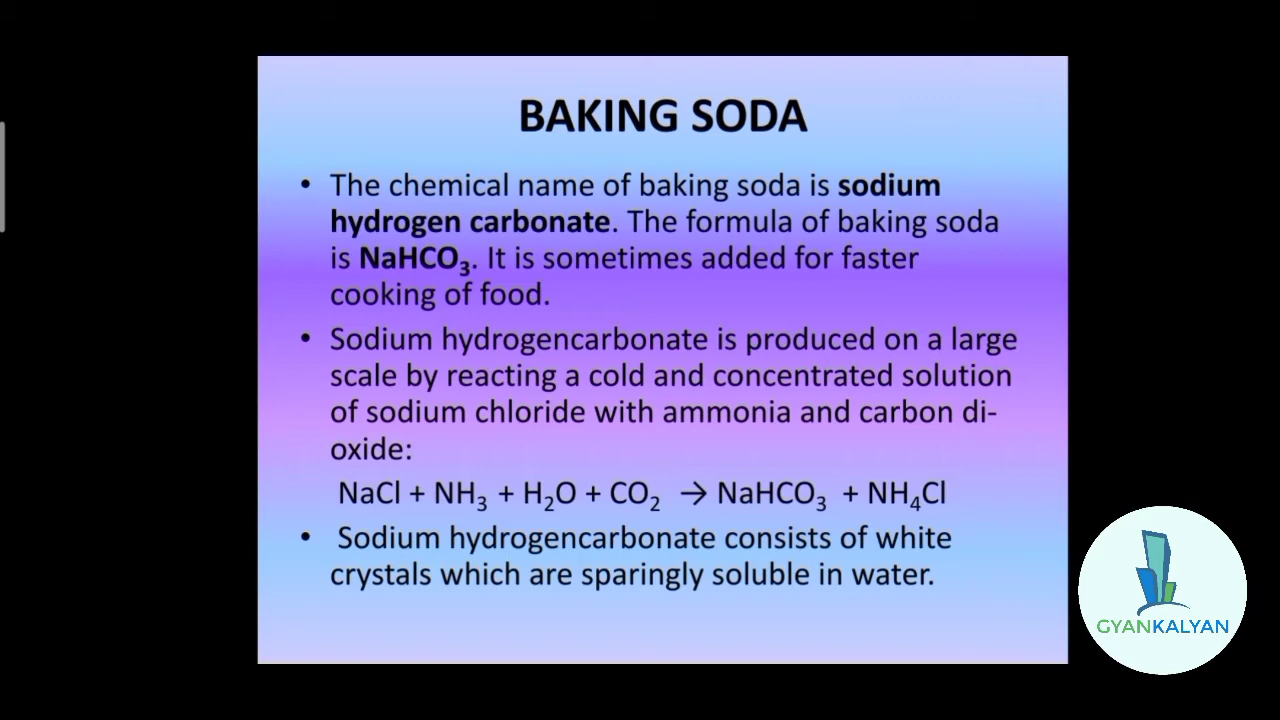 BAKING SODA
• The chemical name of baking soda is sodium
hydrogen carbonate. The formula of baking soda
is NaHCO₃. It is sometimes added for faster
cooking of food.
• Sodium hydrogencarbonate is produced on a large
scale by reacting a cold and concentrated solution
of sodium chloride with ammonia and carbon di-
oxide:
NaCl + NH₃ + H₂O + CO₂ → NaHCO₃ + NH₄Cl
• Sodium hydrogencarbonate consists of white
crystals which are sparingly soluble in water.
GYANKALYAN